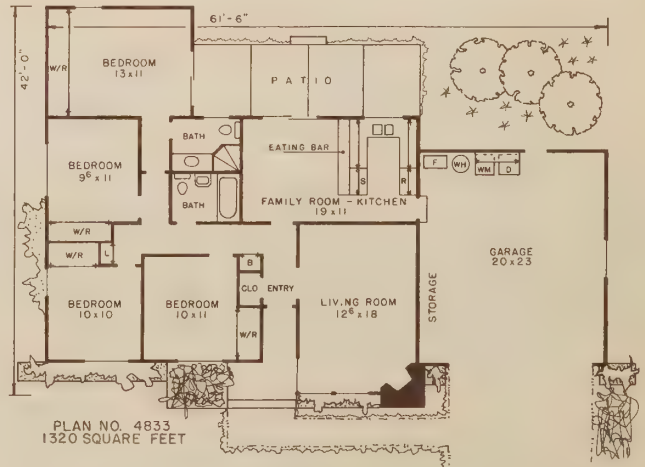 61'-6"
42'-0"
W/R
BEDROOM
13 x 11
PATIO
BATH
BEDROOM
9⁶ x 11
EATING BAR
BATH
S
R
F
WH
WM
D
F
FAMILY ROOM - KITCHEN
19 x 11
W/R
W/R
L
GARAGE
20 x 23
BEDROOM
10 x 10
BEDROOM
10 x 11
B
CLO
ENTRY
W/R
LIVING ROOM
12⁶ x 18
STORAGE
PLAN NO. 4833
1320 SQUARE FEET